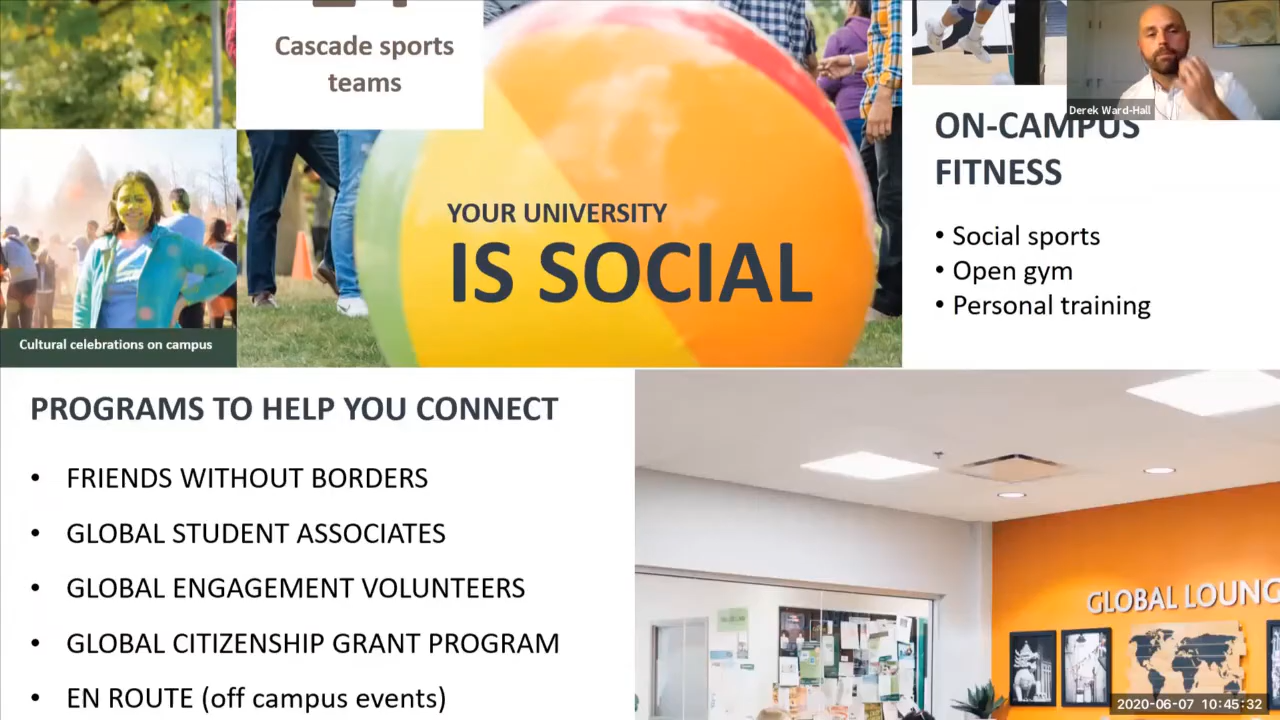 Cascade sports
teams
Derek Ward-Hall
ON-CAMPUS
FITNESS
• Social sports
• Open gym
• Personal training
YOUR UNIVERSITY
IS SOCIAL
Cultural celebrations on campus
PROGRAMS TO HELP YOU CONNECT
• FRIENDS WITHOUT BORDERS
• GLOBAL STUDENT ASSOCIATES
• GLOBAL ENGAGEMENT VOLUNTEERS
• GLOBAL CITIZENSHIP GRANT PROGRAM
• EN ROUTE (off campus events)
GLOBAL LOUNG
2020-06-07 10:45:32